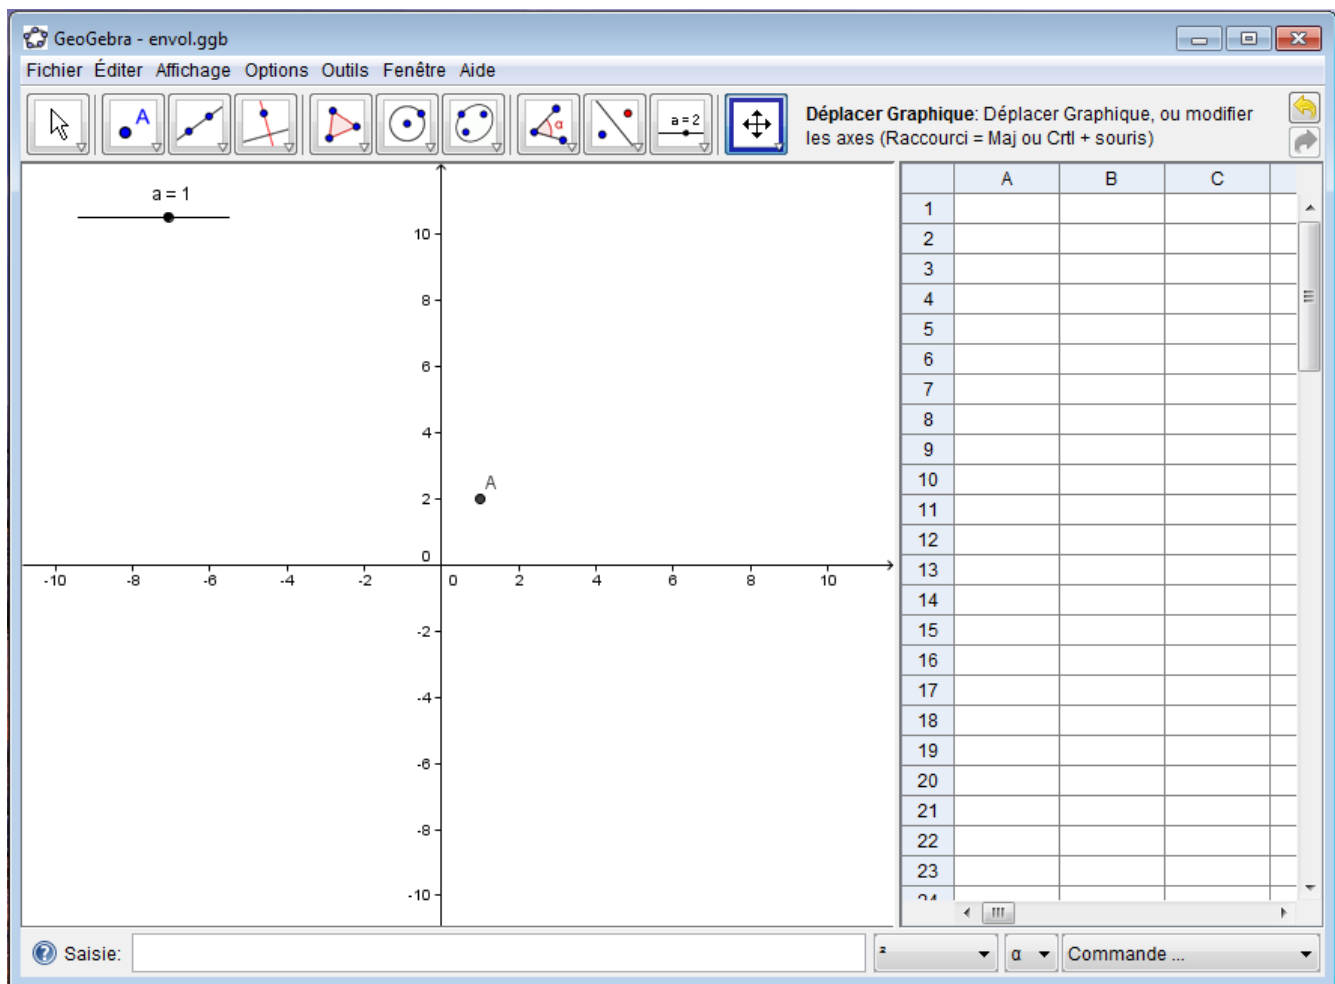 GeoGebra - envol.ggb
Fichier Éditer Affichage Options Outils Fenêtre Aide
A
α
a = 2
Déplacer Graphique: Déplacer Graphique, ou modifier
les axes (Raccourci = Maj ou Crtl + souris)
a = 1
10
8
6
4
2
0
-2
-4
-6
-8
-10
-10 -8 -6 -4 -2 0 2 4 6 8 10
A
A B C
1
2
3
4
5
6
7
8
9
10
11
12
13
14
15
16
17
18
19
20
21
22
23
24
Saisie: ² α Commande ...